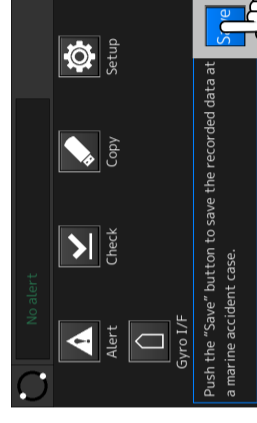 No alert
Alert
Check
Copy
Setup
Gyro I/F
Push the "Save" button to save the recorded data at
a marine accident case.